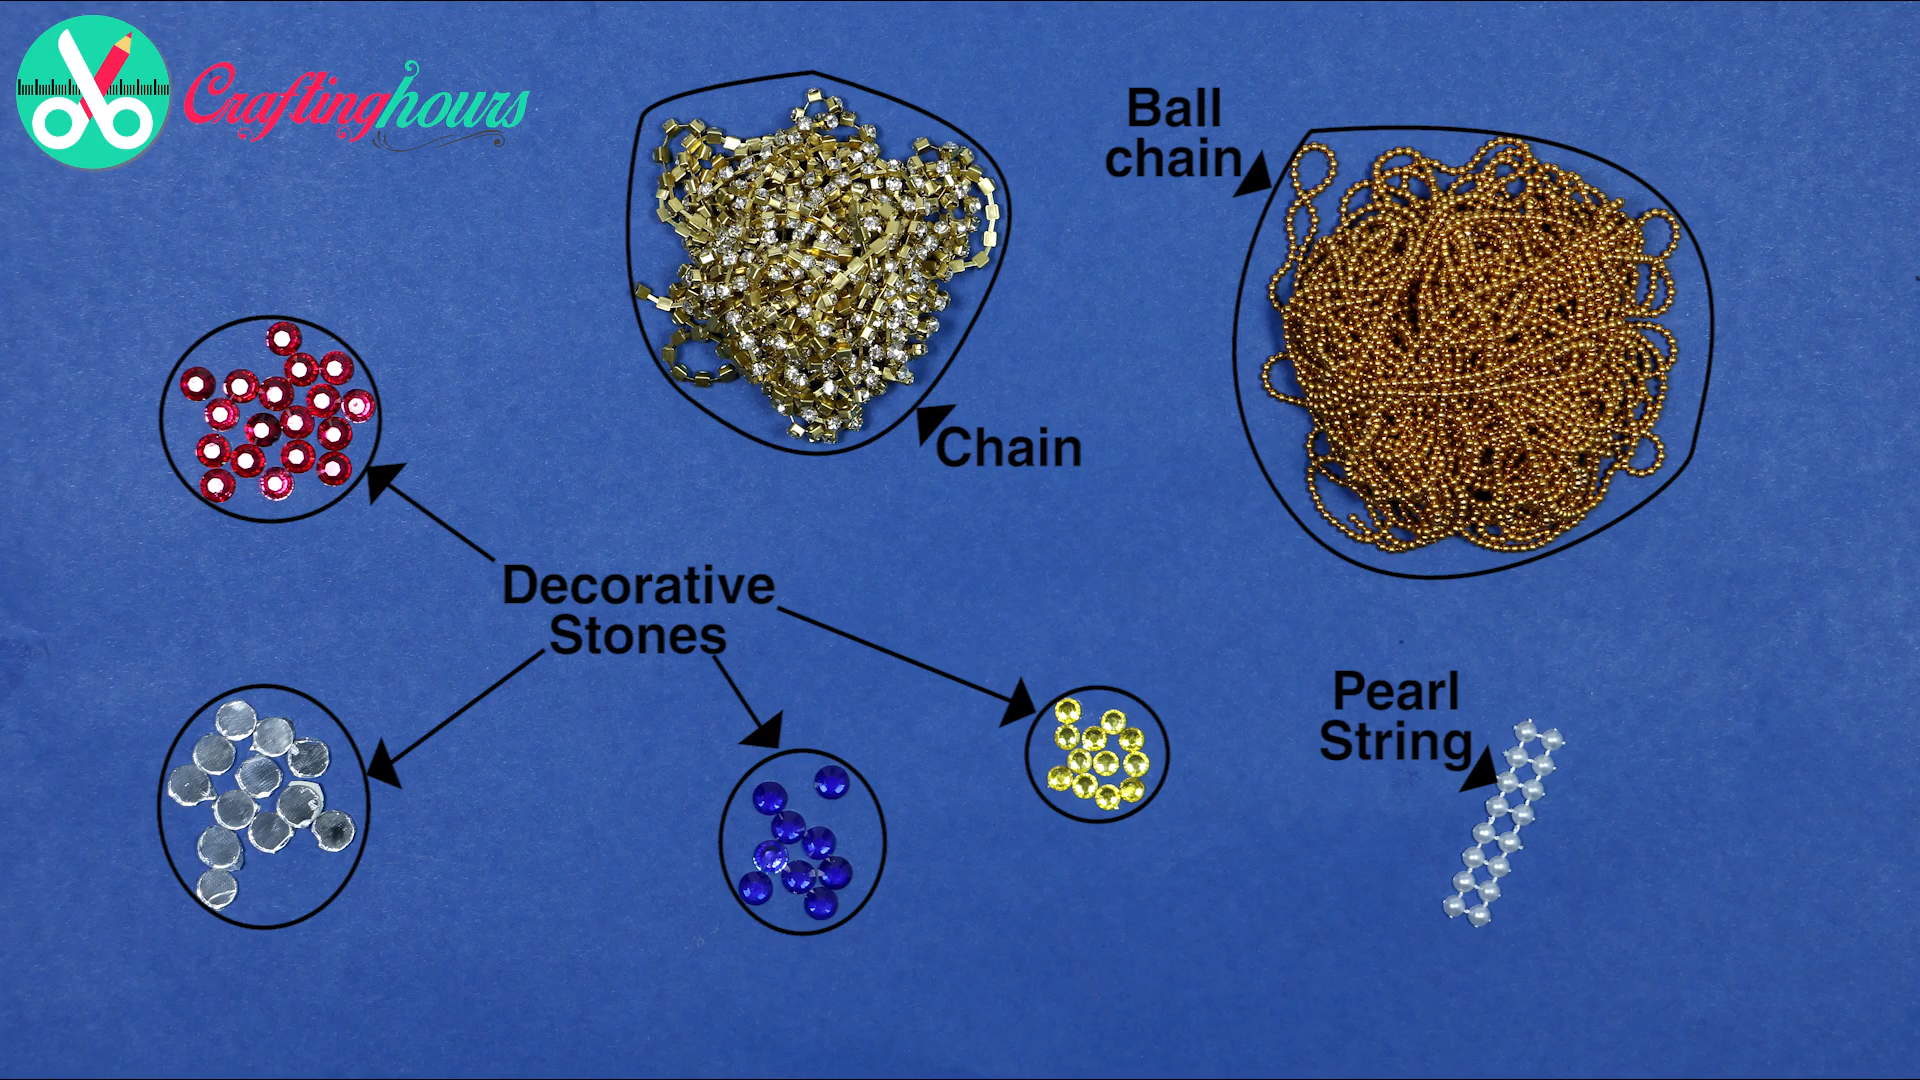 Craftinghours
Ball
chain
Chain
Decorative
Stones
Pearl
String